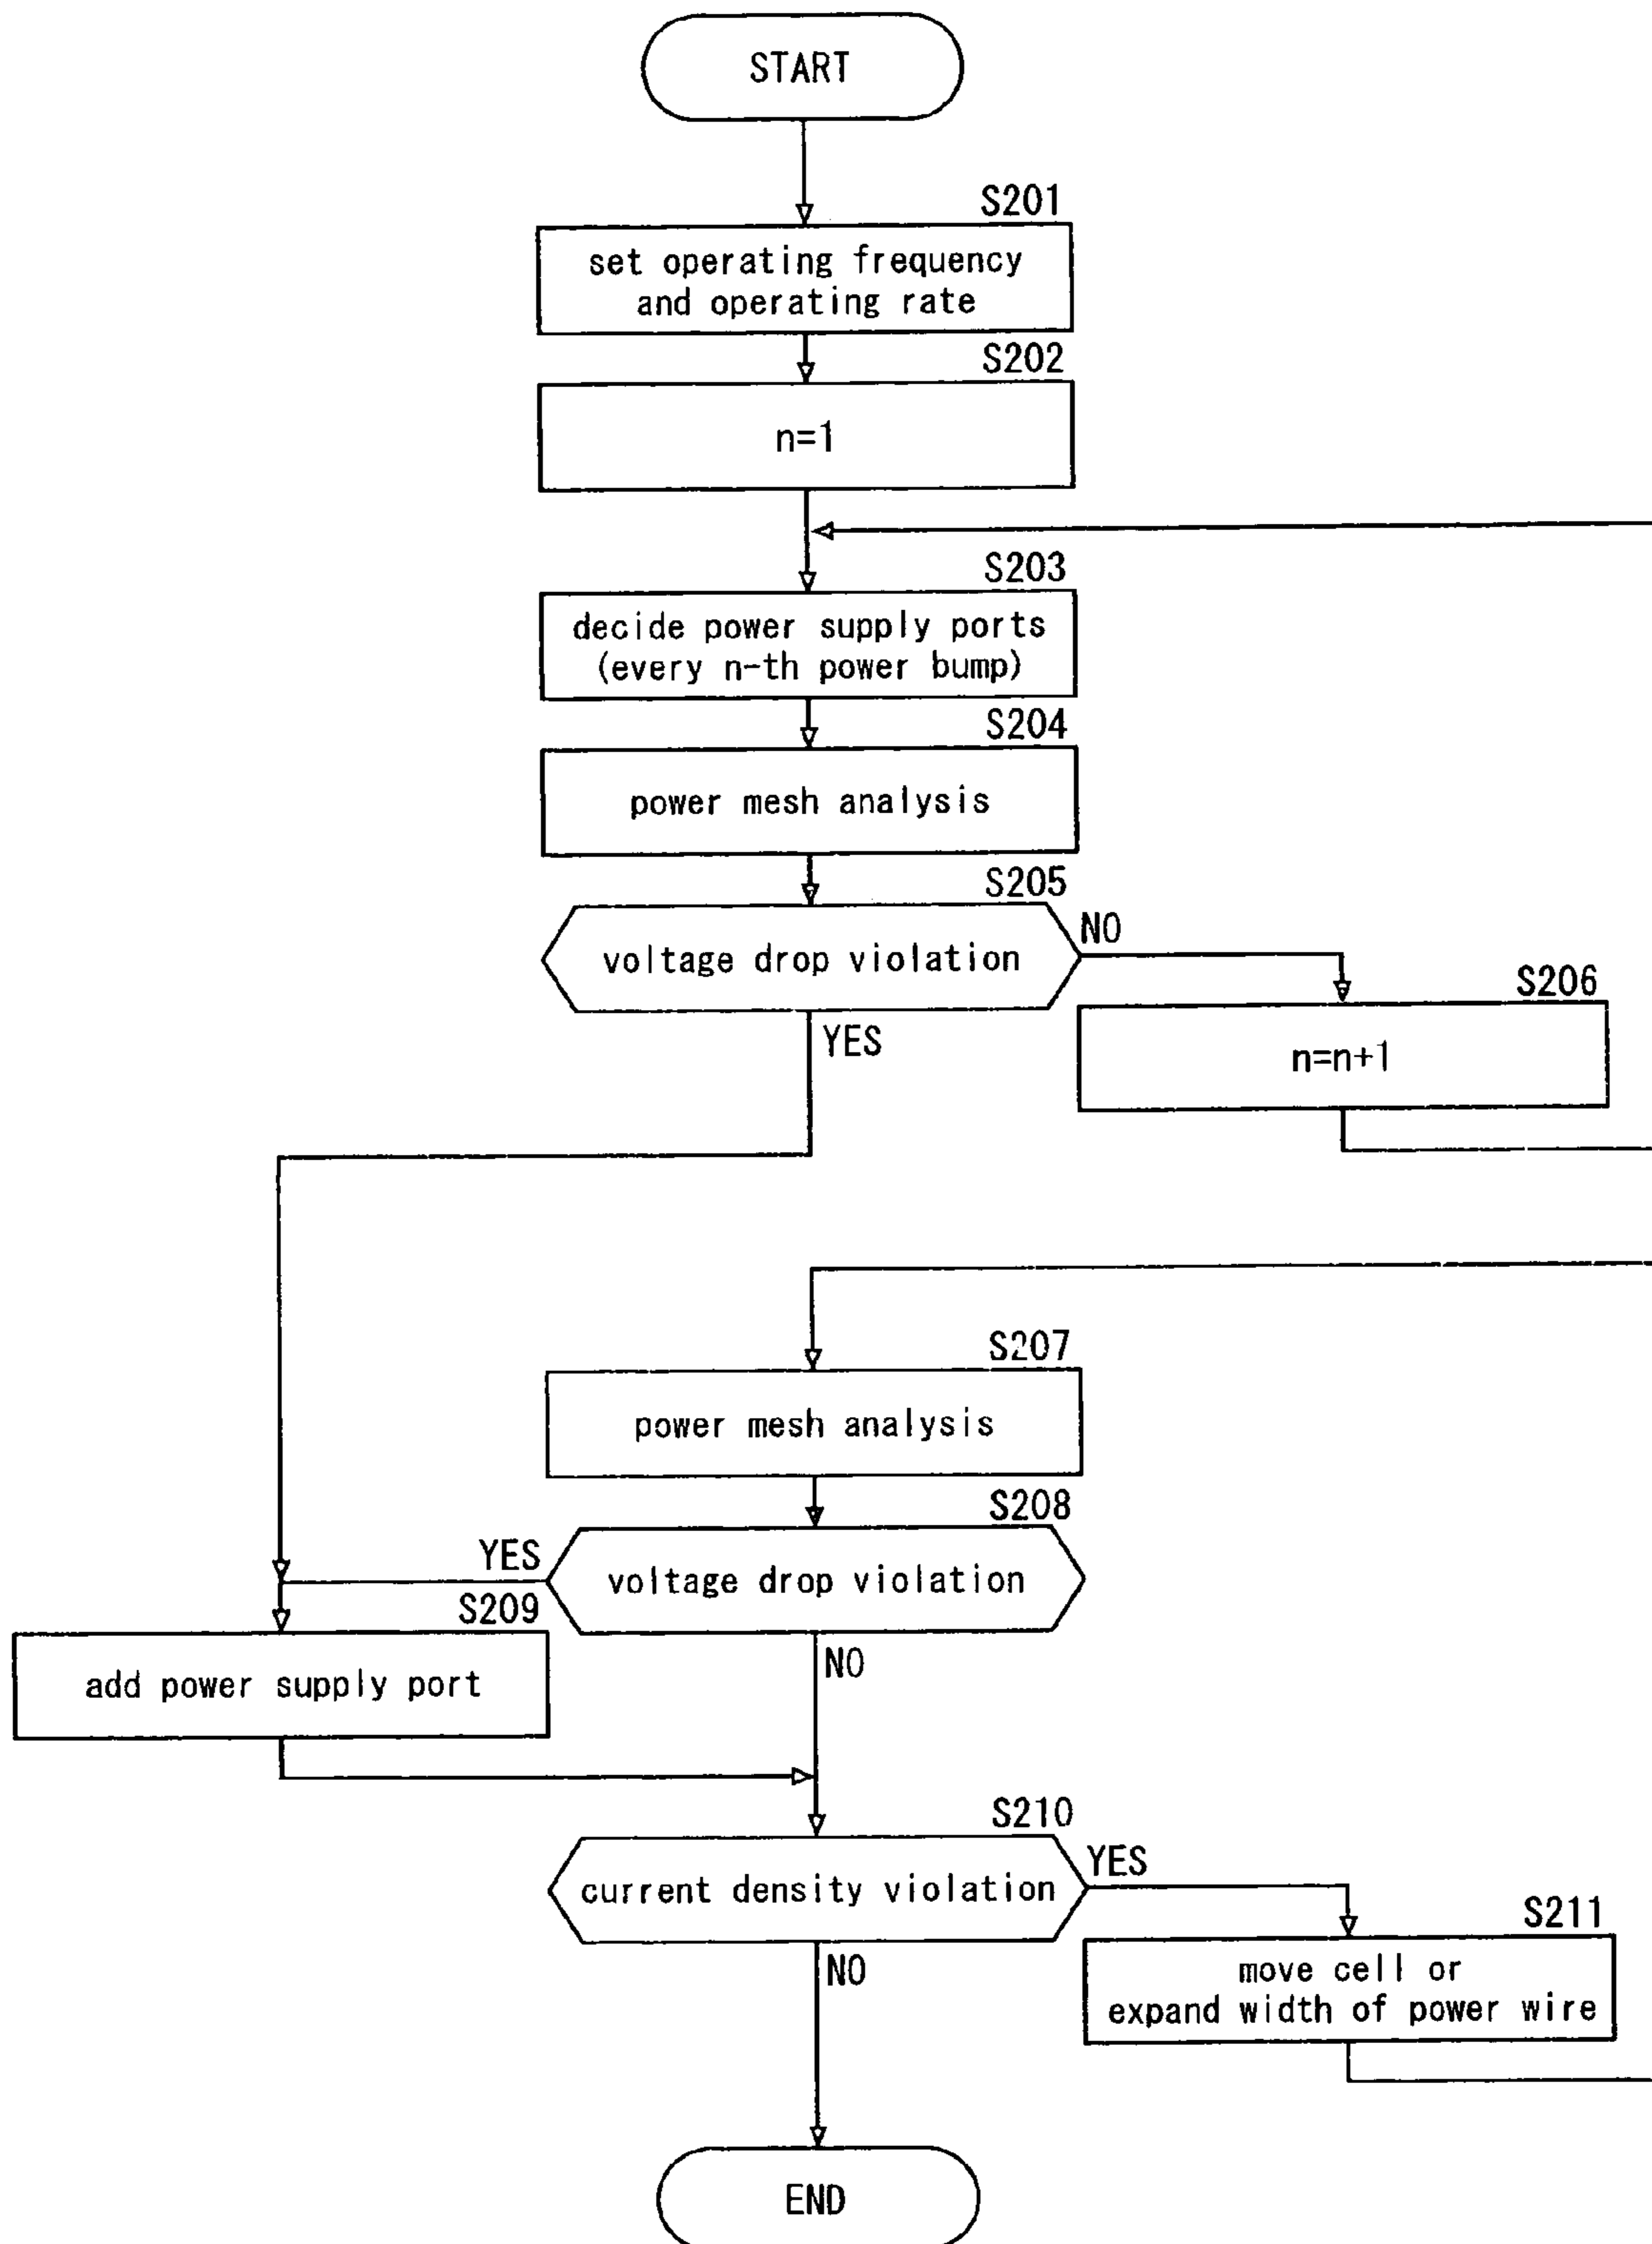 START
S201
set operating frequency
and operating rate
S202
n=1
S203
decide power supply ports
(every n-th power bump)
S204
power mesh analysis
S205
voltage drop violation
NO
YES
S206
n=n+1
S207
power mesh analysis
S208
voltage drop violation
YES
NO
S209
add power supply port
S210
current density violation
YES
NO
S211
move cell or
expand width of power wire
END